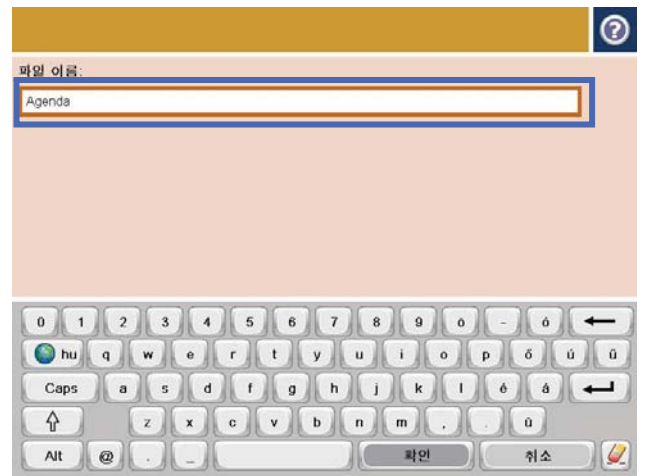 ?
파일 이름:
Agenda
0 1 2 3 4 5 6 7 8 9 ö - ó
hu q w e r t y u i o p ő ú ű
Caps a s d f g h j k l é á
z x c v b n m , . û
Alt @ . _ 확인 취소